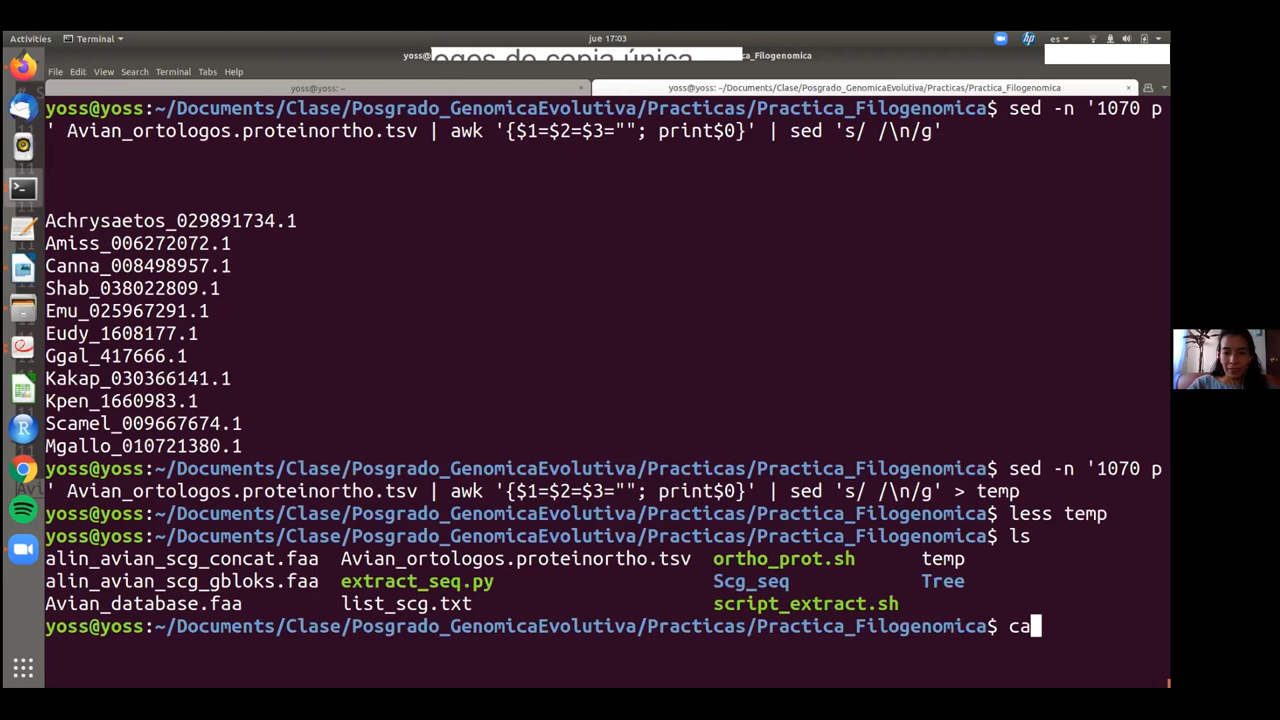 Activities Terminal jue 17:03 es
yoss@ ogos de copia única ca_Filogenomica
File Edit View Search Terminal Tabs Help
yoss@yoss: ~ yoss@yoss: ~/Documents/Clase/Posgrado_GenomicaEvolutiva/Practicas/Practica_Filogenomica
yoss@yoss:~/Documents/Clase/Posgrado_GenomicaEvolutiva/Practicas/Practica_Filogenomica$ sed -n '1070 p
' Avian_ortologos.proteinortho.tsv | awk '{$1=$2=$3=""; print$0}' | sed 's/ /\n/g'
Achrysaetos_029891734.1
Amiss_006272072.1
Canna_008498957.1
Shab_038022809.1
Emu_025967291.1
Eudy_1608177.1
Ggal_417666.1
Kakap_030366141.1
Kpen_1660983.1
Scamel_009667674.1
Mgallo_010721380.1
yoss@yoss:~/Documents/Clase/Posgrado_GenomicaEvolutiva/Practicas/Practica_Filogenomica$ sed -n '1070 p
' Avian_ortologos.proteinortho.tsv | awk '{$1=$2=$3=""; print$0}' | sed 's/ /\n/g' > temp
yoss@yoss:~/Documents/Clase/Posgrado_GenomicaEvolutiva/Practicas/Practica_Filogenomica$ less temp
yoss@yoss:~/Documents/Clase/Posgrado_GenomicaEvolutiva/Practicas/Practica_Filogenomica$ ls
alin_avian_scg_concat.faa Avian_ortologos.proteinortho.tsv ortho_prot.sh temp
alin_avian_scg_gbloks.faa extract_seq.py Scg_seq Tree
Avian_database.faa list_scg.txt script_extract.sh
yoss@yoss:~/Documents/Clase/Posgrado_GenomicaEvolutiva/Practicas/Practica_Filogenomica$ ca